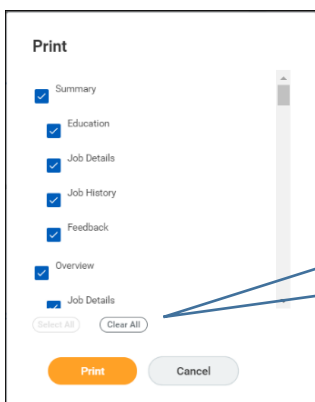 Print
Summary
Education
Job Details
Job History
Feedback
Overview
Job Details
Select All Clear All
Print Cancel